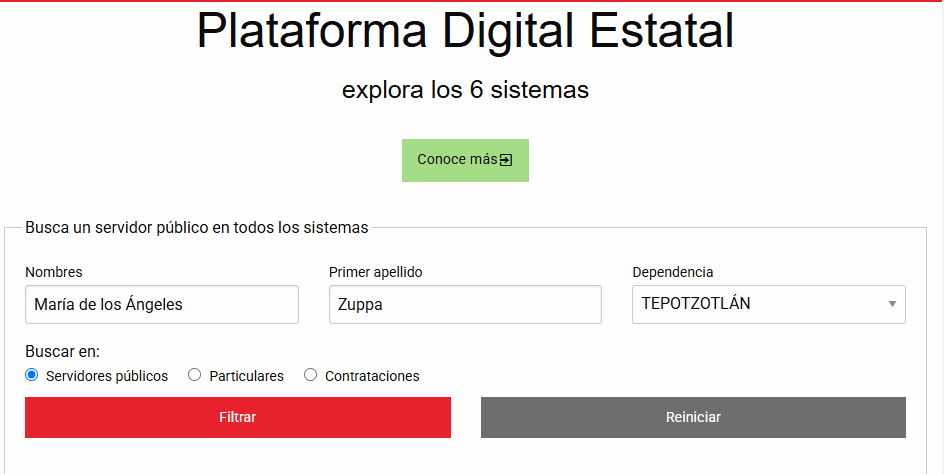 Plataforma Digital Estatal
explora los 6 sistemas
Conoce más
Busca un servidor público en todos los sistemas
Nombres Primer apellido Dependencia
María de los Ángeles Zuppa TEPOTZOTLÁN
Buscar en:
Servidores públicos Particulares Contrataciones
Filtrar Reiniciar